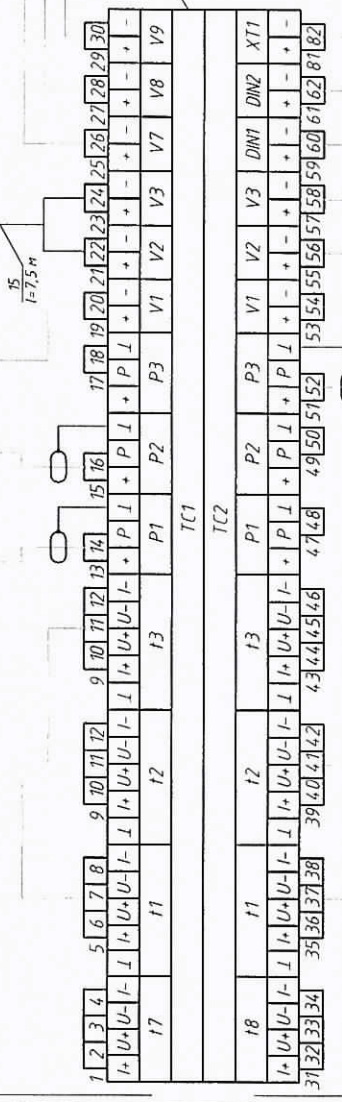 15
l=7,5 м
1 2 3 4 5 6 7 8 9 10 11 12 9 10 11 12 13 14 15 16 17 18 19 20 21 22 23 24 25 26 27 28 29 30
I+ U+ U- I- ⊥ I+ U+ U- I- ⊥ I+ U+ U- I- ⊥ I+ U+ U- I- + P ⊥ + P ⊥ + P ⊥ + - + - + - + - + - + -
t7 t1 t2 t3 P1 P2 P3 V1 V2 V3 V7 V8 V9
TC1
TC2
t8 t1 t2 t3 P1 P2 P3 V1 V2 V3 DIN1 DIN2 XT1
I+ U+ U- I- ⊥ I+ U+ U- I- ⊥ I+ U+ U- I- ⊥ I+ U+ U- I- + P ⊥ + P ⊥ + P ⊥ + - + - + - + - + - + -
31 32 33 34 35 36 37 38 39 40 41 42 43 44 45 46 47 48 49 50 51 52 53 54 55 56 57 58 59 60 61 62 81 82